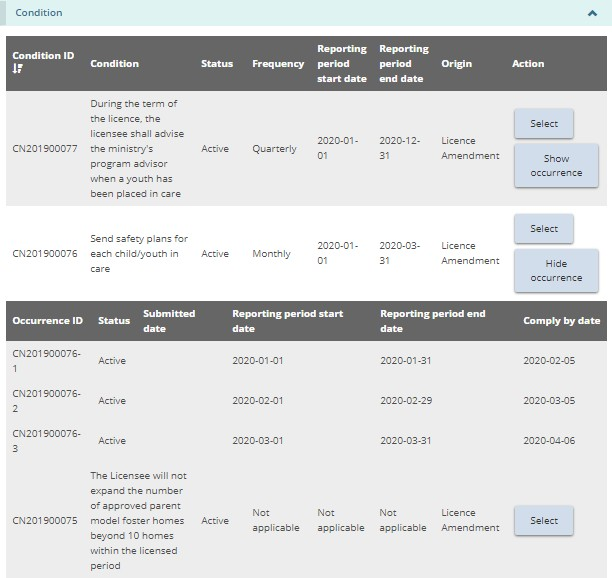 Condition
Condition ID
Condition
Status
Frequency
Reporting
period
start date
Reporting
period
end date
Origin
Action
CN201900077
During the term of
the licence, the
licensee shall advise
the ministry's
program advisor
when a youth has
been placed in care
Active
Quarterly
2020-01-
01
2020-12-
31
Licence
Amendment
Select
Show
occurrence
CN201900076
Send safety plans for
each child/youth in
care
Active
Monthly
2020-01-
01
2020-03-
31
Licence
Amendment
Select
Hide
occurrence
Occurrence ID
Status
Submitted
date
Reporting period start
date
Reporting period end
date
Comply by date
CN201900076-
1
Active
2020-01-01
2020-01-31
2020-02-05
CN201900076-
2
Active
2020-02-01
2020-02-29
2020-03-05
CN201900076-
3
Active
2020-03-01
2020-03-31
2020-04-06
CN201900075
The Licensee will not
expand the number
of approved parent
model foster homes
beyond 10 homes
within the licensed
period
Active
Not
applicable
Not
applicable
Not
applicable
Licence
Amendment
Select